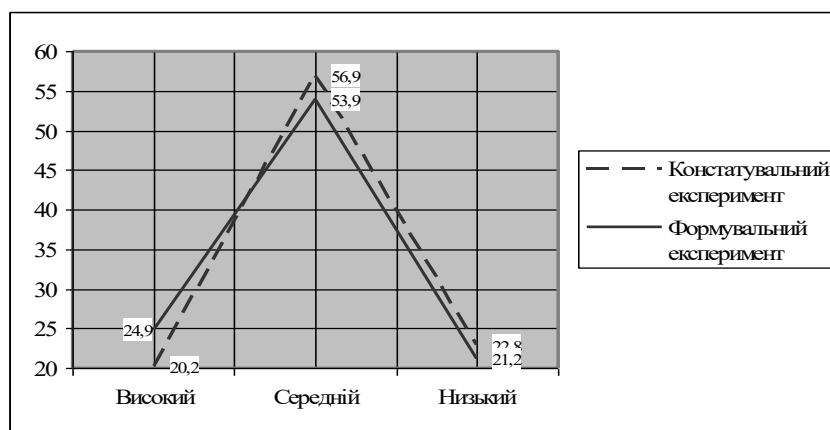 60
55
50
45
40
35
30
25
20
56,9
53,9
24,9
20,2
22,8
21,2
Високий
Середній
Низький
Констатувальний
експеримент
Формувальний
експеримент